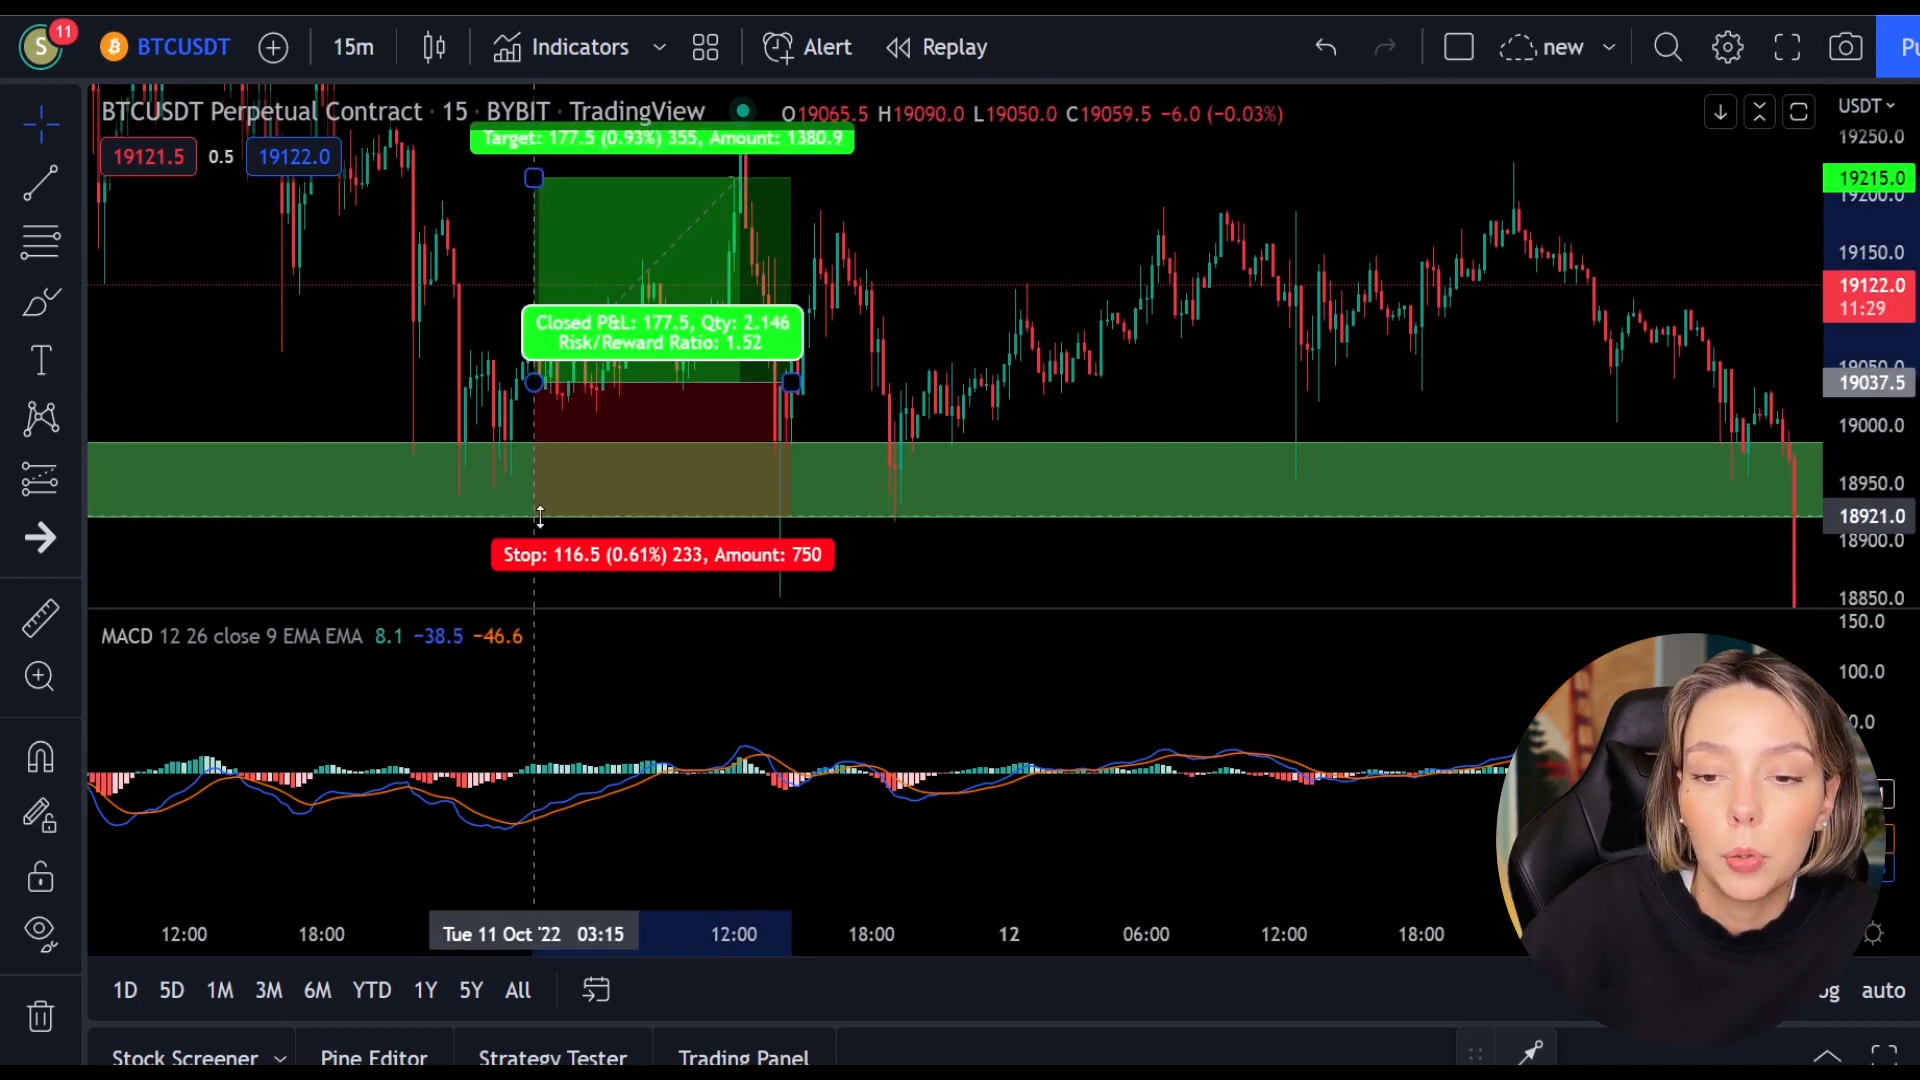 S 11 BTCUSDT 15m Indicators Alert Replay new
BTCUSDT Perpetual Contract · 15 · BYBIT · TradingView O19065.5 H19090.0 L19050.0 C19059.5 −6.0 (−0.03%) USDT
19121.5 0.5 19122.0
Target: 177.5 (0.93%) 355, Amount: 1380.9
Closed P&L: 177.5, Qty: 2.146
Risk/Reward Ratio: 1.52
Stop: 116.5 (0.61%) 233, Amount: 750
19250.0
19215.0
19200.0
19150.0
19122.0
11:29
19050.0
19037.5
19000.0
18950.0
18921.0
18900.0
18850.0
MACD 12 26 close 9 EMA EMA 8.1 −38.5 −46.6
150.0
100.0
12:00 18:00 Tue 11 Oct '22 03:15 12:00 18:00 12 06:00 12:00 18:00
1D 5D 1M 3M 6M YTD 1Y 5Y All auto
Stock Screener Pine Editor Strategy Tester Trading Panel